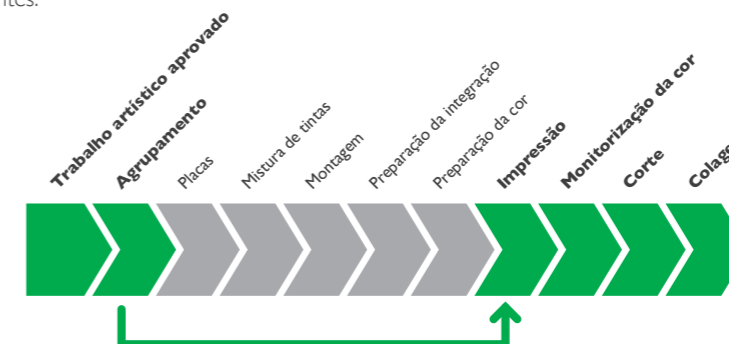 Trabalho artístico aprovado
Agrupamento
Placas
Mistura de tintas
Montagem
Preparação da integração
Preparação da cor
Impressão
Monitorização da cor
Corte